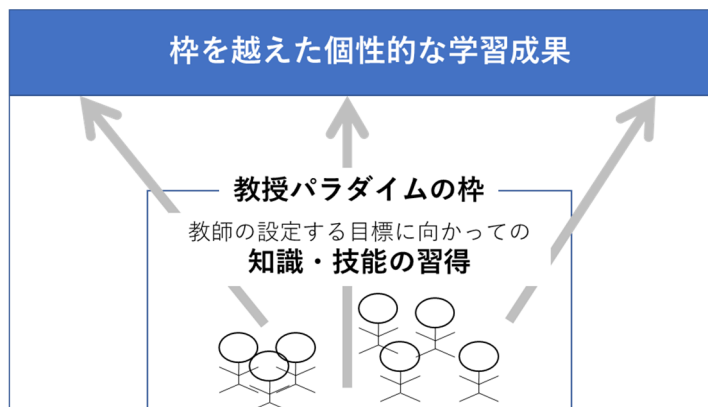 枠を越えた個性的な学習成果
教授パラダイムの枠
教師の設定する目標に向かっての
知識・技能の習得